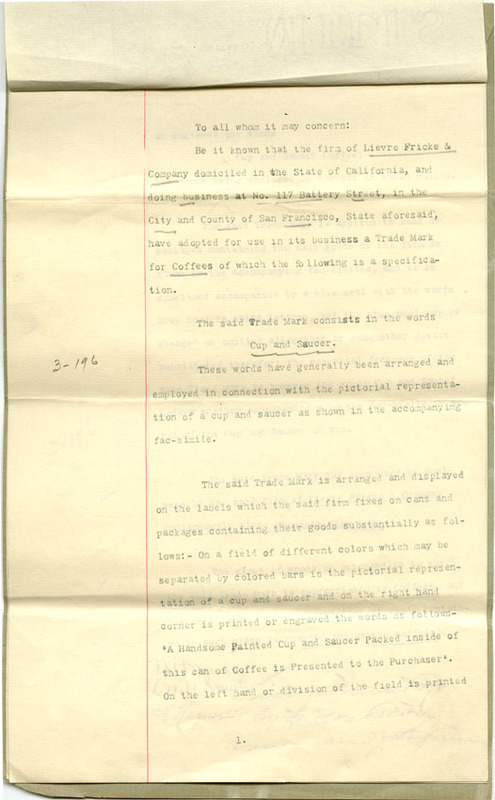 To all whom it may concern:
Be it known that the firm of Lievre Fricke &
Company domiciled in the State of California, and
doing business at No. 117 Battery Street, in the
City and County of San Francisco, State aforesaid,
have adopted for use in its business a Trade Mark
for Coffees of which the following is a specifica-
tion.
The said Trade Mark consists in the words
Cup and Saucer.
3-196
These words have generally been arranged and
employed in connection with the pictorial representa-
tion of a cup and saucer as shown in the accompanying
fac-simile.
The said Trade Mark is arranged and displayed
on the labels which the said firm fixes on cans and
packages containing their goods substantially as fol-
lows:- On a field of different colors which may be
separated by colored bars is the pictorial represen-
tation of a cup and saucer and on the right hand
corner is printed or engraved the words as follows-
"A Handsome Painted Cup and Saucer Packed inside of
this can of Coffee is Presented to the Purchaser".
On the left hand or division of the field is printed
1.